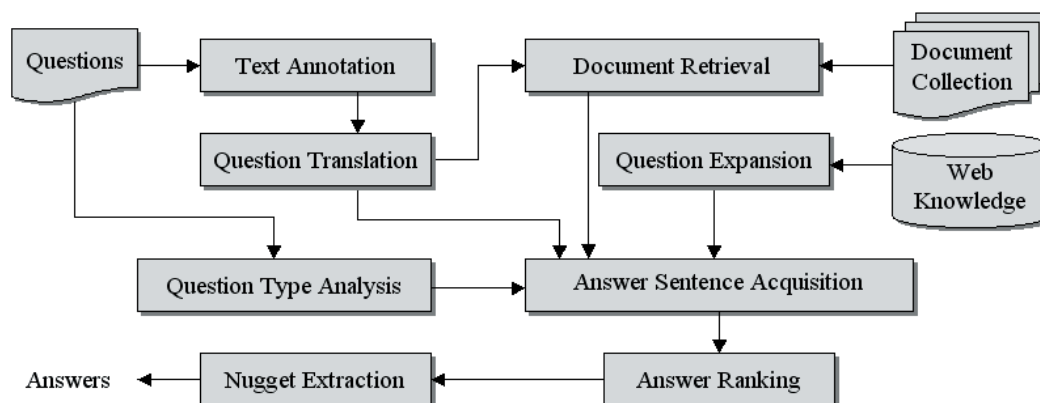 Questions
Text Annotation
Document Retrieval
Document
Collection
Question Translation
Question Expansion
Web
Knowledge
Question Type Analysis
Answer Sentence Acquisition
Answers
Nugget Extraction
Answer Ranking